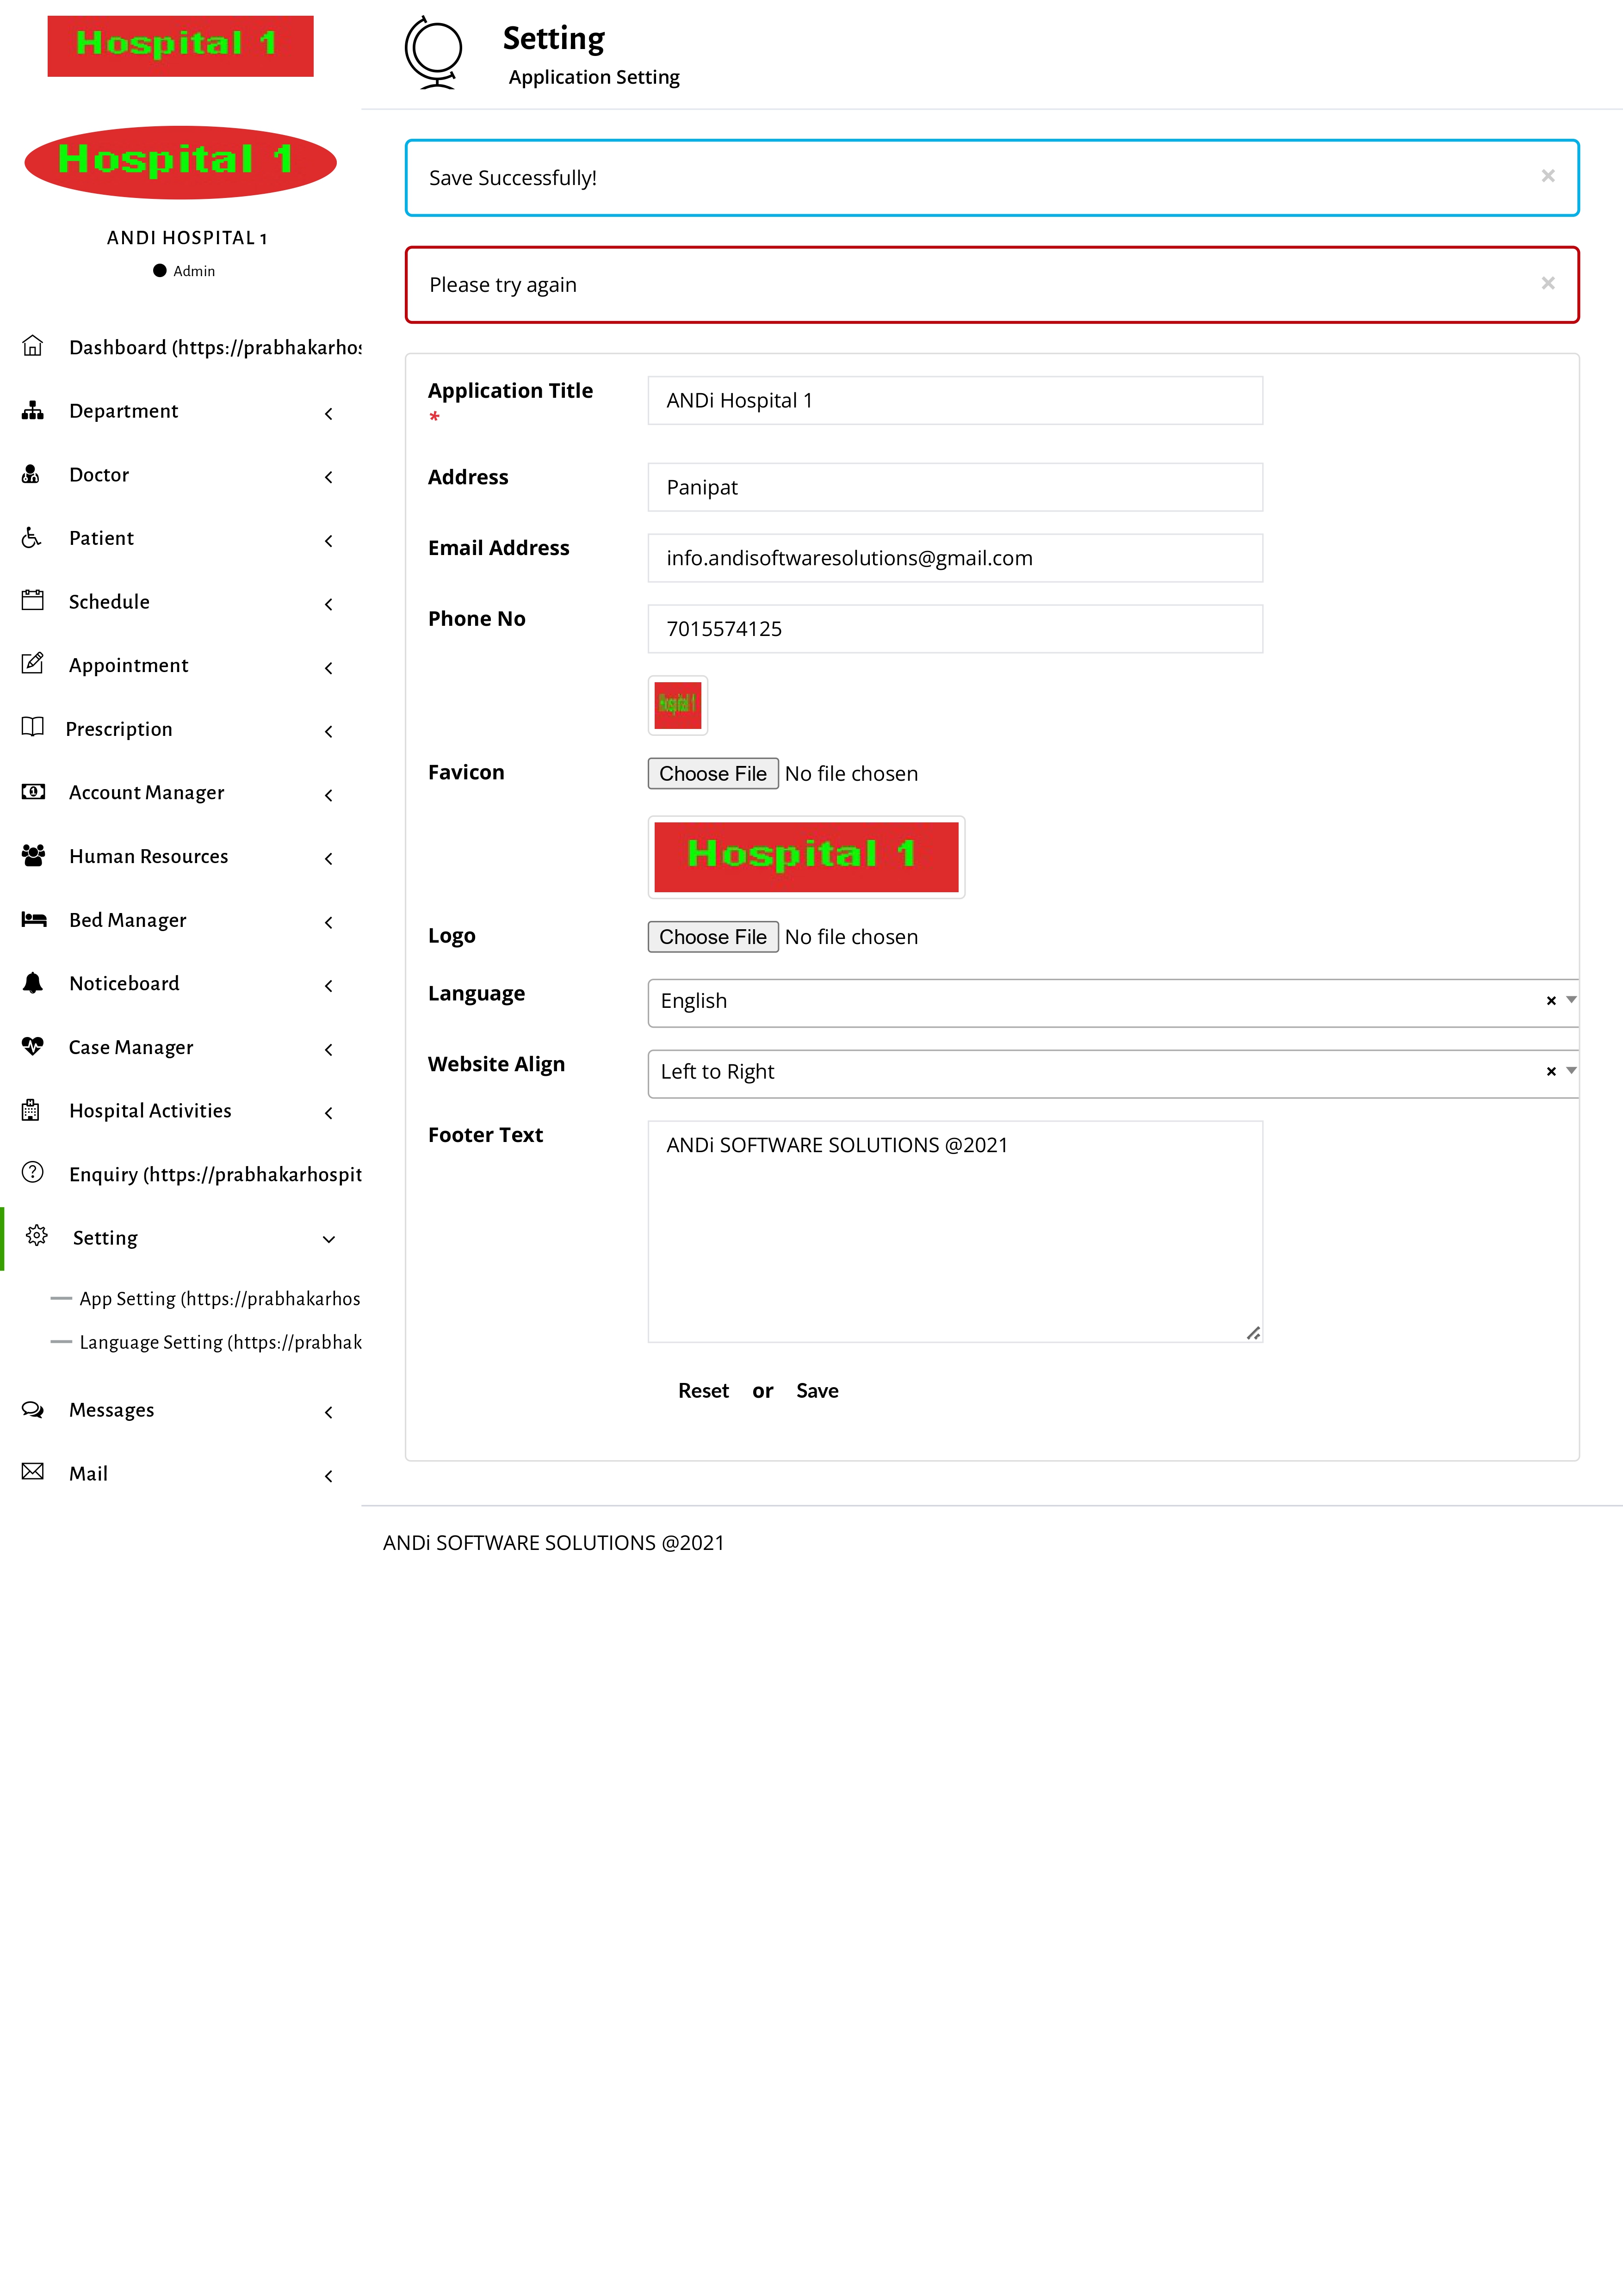 Hospital 1
Hospital 1
ANDI HOSPITAL 1
Admin
Dashboard (https://prabhakarhos
Department
Doctor
Patient
Schedule
Appointment
Prescription
Account Manager
Human Resources
Bed Manager
Noticeboard
Case Manager
Hospital Activities
Enquiry (https://prabhakarhospit
Setting
App Setting (https://prabhakarhos
Language Setting (https://prabhak
Messages
Mail
Setting
Application Setting
Save Successfully!
×
Please try again
×
Application Title
*
ANDi Hospital 1
Address
Panipat
Email Address
info.andisoftwaresolutions@gmail.com
Phone No
7015574125
Hospital 1
Favicon
Choose File No file chosen
Hospital 1
Logo
Choose File No file chosen
Language
English
×
Website Align
Left to Right
×
Footer Text
ANDi SOFTWARE SOLUTIONS @2021
Reset or Save
ANDi SOFTWARE SOLUTIONS @2021